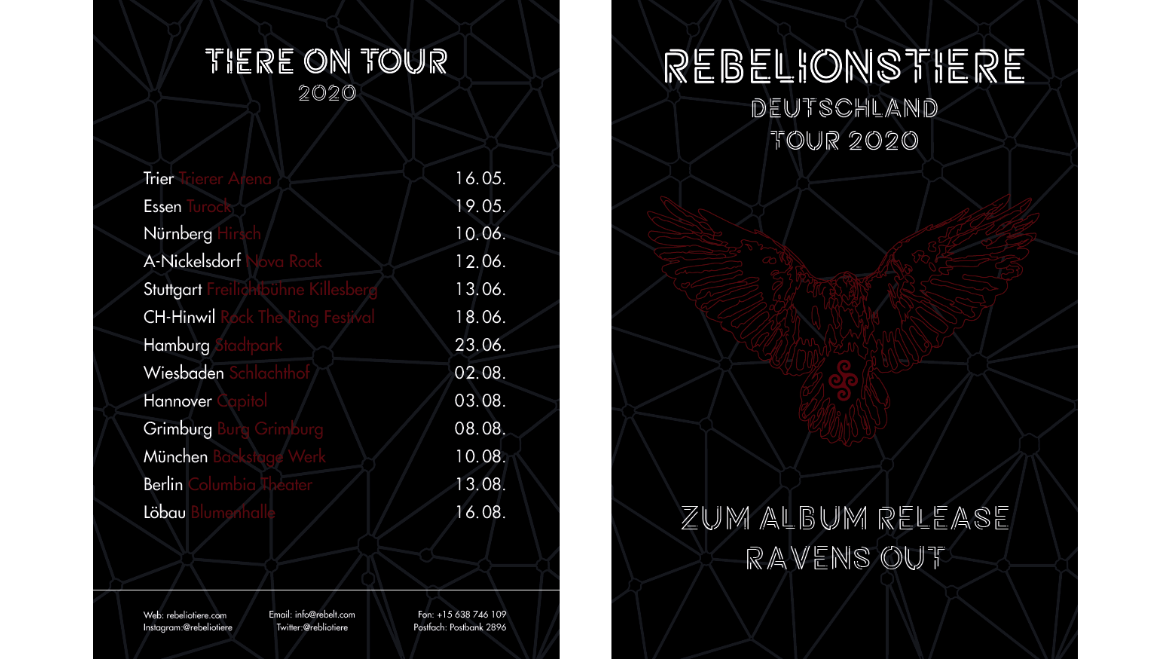 TIERE ON TOUR
2020
Trier Trierer Arena 16.05.
Essen Turock 19.05.
Nürnberg Hirsch 10.06.
A-Nickelsdorf Nova Rock 12.06.
Stuttgart Freilichtbühne Killesberg 13.06.
CH-Hinwil Rock The Ring Festival 18.06.
Hamburg Stadtpark 23.06.
Wiesbaden Schlachthof 02.08.
Hannover Capitol 03.08.
Grimburg Burg Grimburg 08.08.
München Backstage Werk 10.08.
Berlin Columbia Theater 13.08.
Löbau Blumenhalle 16.08.
Web: rebeliotiere.com Email: info@rebelt.com Fon: +15 638 746 109
Instagram:@rebeliotiere Twitter:@rebliotiere Postfach: Postbank 2896
REBELIONSTIERE
DEUTSCHLAND
TOUR 2020
ZUM ALBUM RELEASE
RAVENS OUT